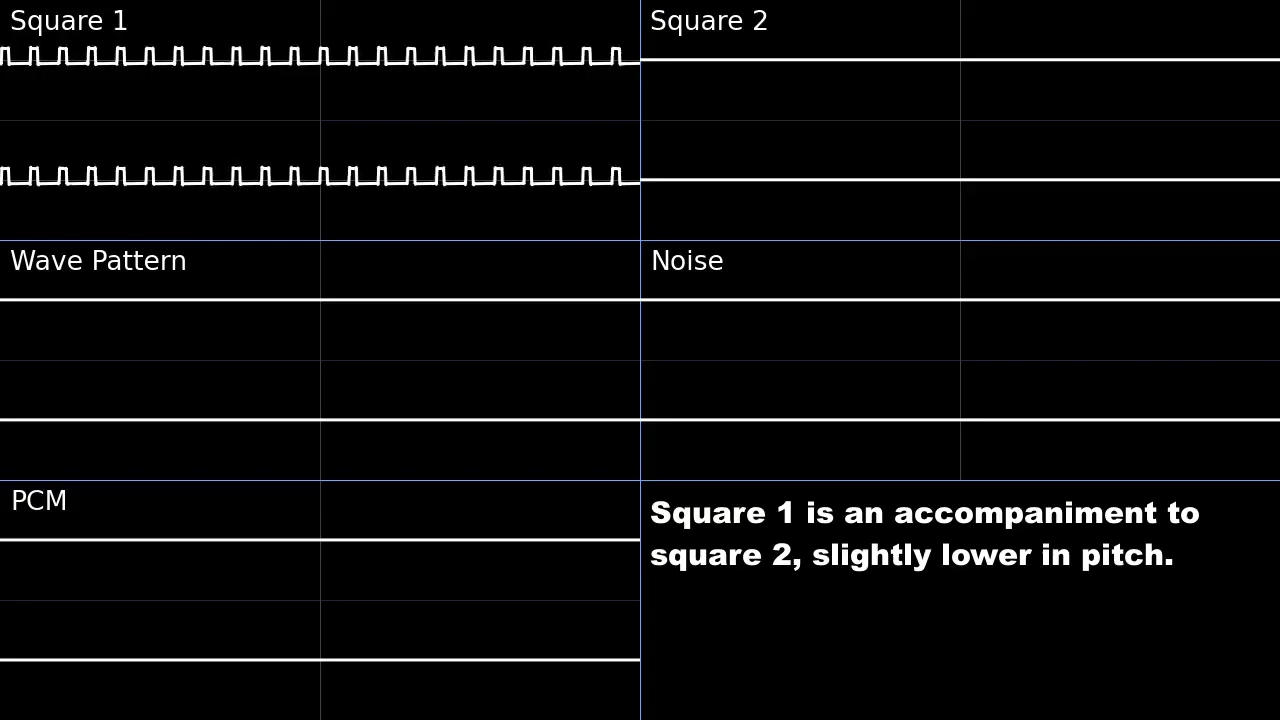 Square 1
Square 2
Wave Pattern
Noise
PCM
Square 1 is an accompaniment to
square 2, slightly lower in pitch.